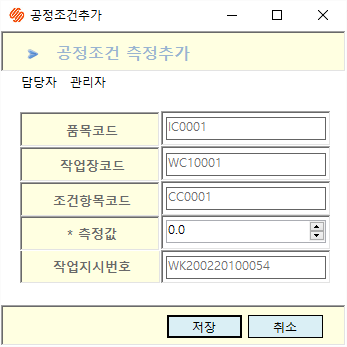 공정조건추가
공정조건 측정추가
담당자 관리자
품목코드 IC0001
작업장코드 WC10001
조건항목코드 CC0001
* 측정값 0.0
작업지시번호 WK200220100054
저장 취소